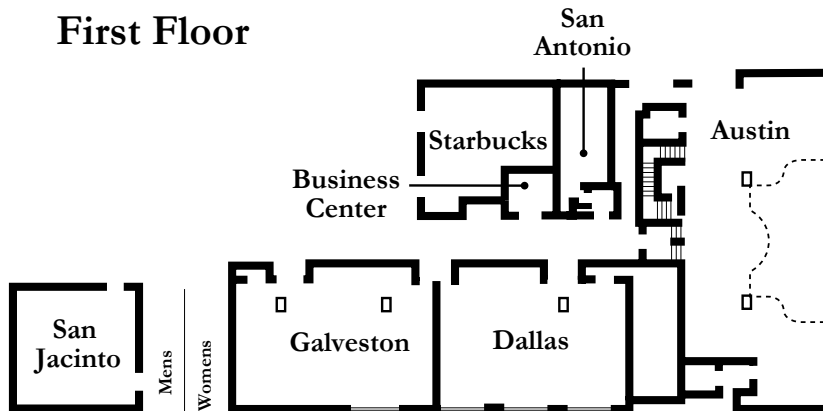 First Floor
San
Antonio
Starbucks
Austin
Business
Center
San
Jacinto
Mens
Womens
Galveston
Dallas